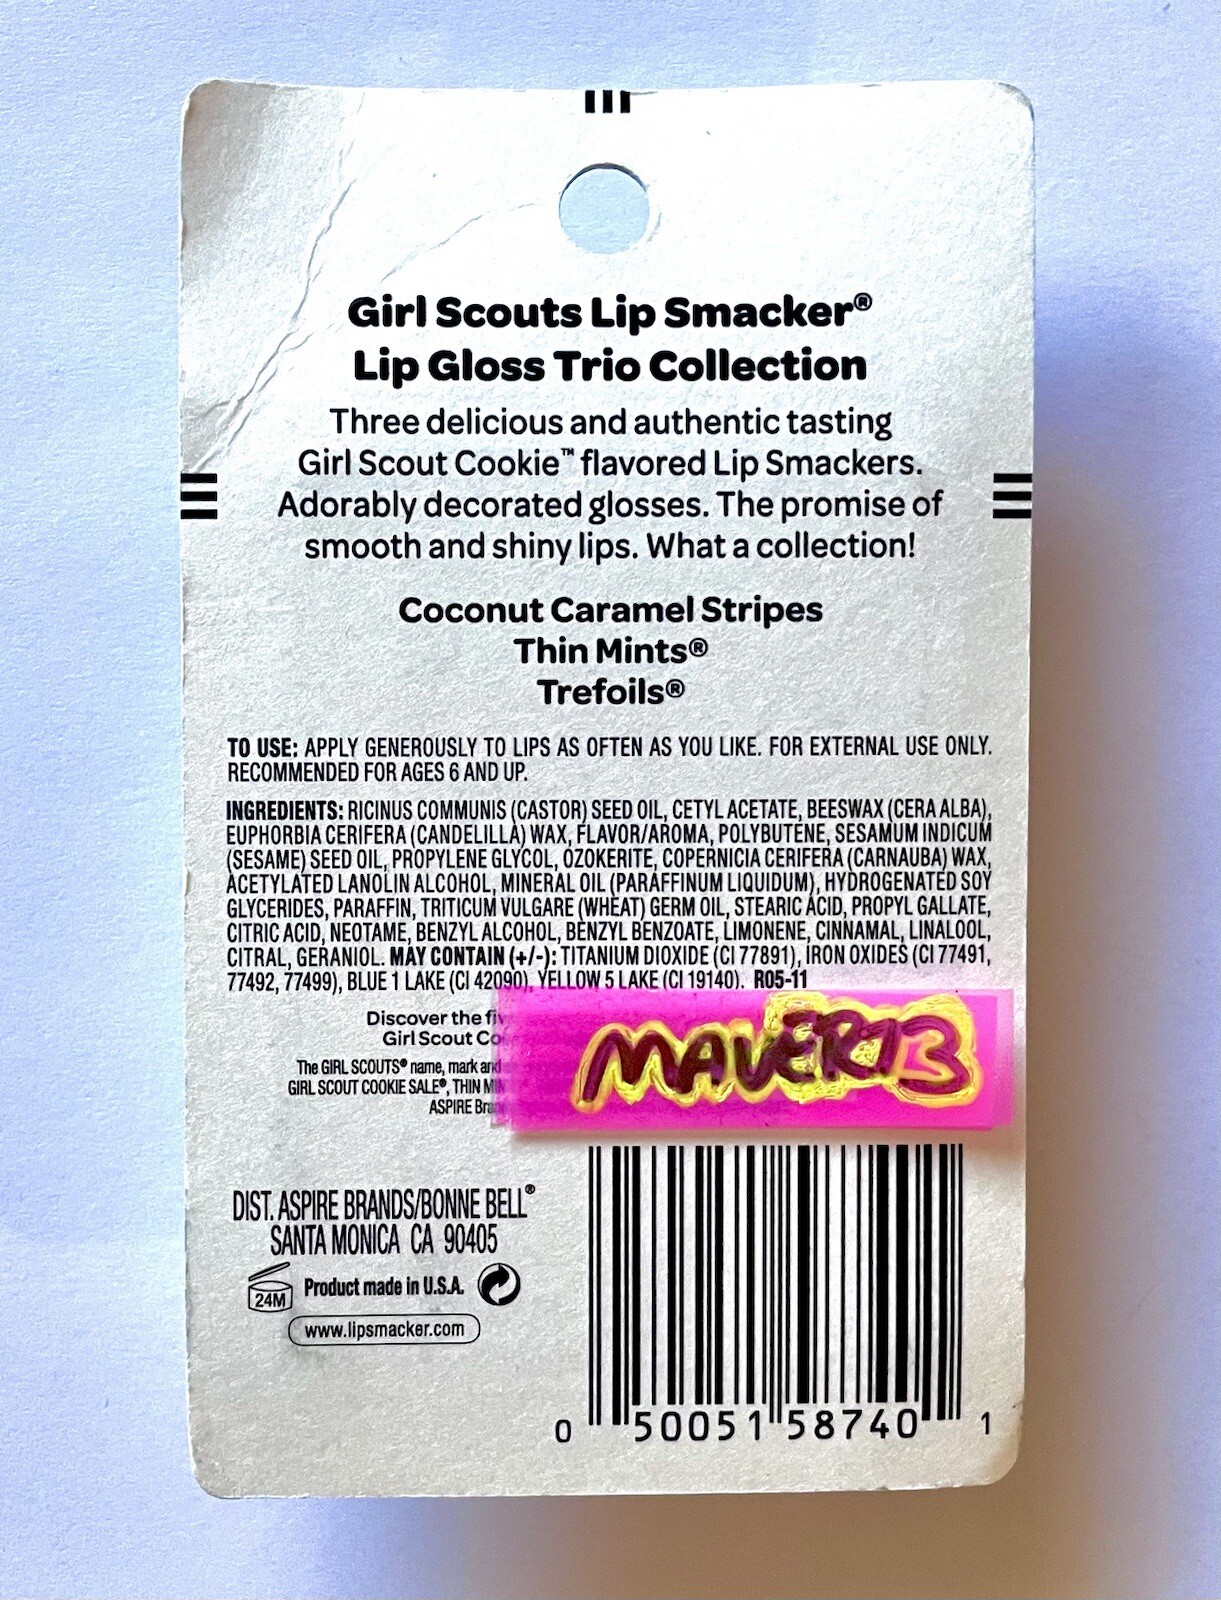 Girl Scouts Lip Smacker®
Lip Gloss Trio Collection
Three delicious and authentic tasting
Girl Scout Cookie™ flavored Lip Smackers.
Adorably decorated glosses. The promise of
smooth and shiny lips. What a collection!
Coconut Caramel Stripes
Thin Mints®
Trefoils®
TO USE: APPLY GENEROUSLY TO LIPS AS OFTEN AS YOU LIKE. FOR EXTERNAL USE ONLY.
RECOMMENDED FOR AGES 6 AND UP.
INGREDIENTS: RICINUS COMMUNIS (CASTOR) SEED OIL, CETYL ACETATE, BEESWAX (CERA ALBA),
EUPHORBIA CERIFERA (CANDELILLA) WAX, FLAVOR/AROMA, POLYBUTENE, SESAMUM INDICUM
(SESAME) SEED OIL, PROPYLENE GLYCOL, OZOKERITE, COPERNICIA CERIFERA (CARNAUBA) WAX,
ACETYLATED LANOLIN ALCOHOL, MINERAL OIL (PARAFFINUM LIQUIDUM), HYDROGENATED SOY
GLYCERIDES, PARAFFIN, TRITICUM VULGARE (WHEAT) GERM OIL, STEARIC ACID, PROPYL GALLATE,
CITRIC ACID, NEOTAME, BENZYL ALCOHOL, BENZYL BENZOATE, LIMONENE, CINNAMAL, LINALOOL,
CITRAL, GERANIOL. MAY CONTAIN (+/-): TITANIUM DIOXIDE (CI 77891), IRON OXIDES (CI 77491,
77492, 77499), BLUE 1 LAKE (CI 42090), YELLOW 5 LAKE (CI 19140). R05-11
Discover the
Girl Scout
The GIRL SCOUTS® name, mark and
GIRL SCOUT COOKIE SALE®, THIN
ASPIRE
MAVER13
DIST. ASPIRE BRANDS/BONNE BELL®
SANTA MONICA CA 90405
24M Product made in U.S.A.
www.lipsmacker.com
0 50051 58740 1